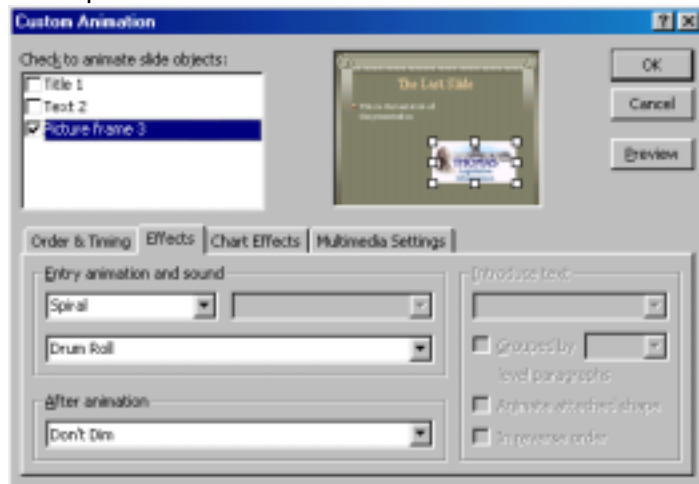 Custom Animation
Check to animate slide objects:
Title 1
Text 2
Picture frame 3
The Last Slide
THOMAS
OK
Cancel
Preview
Order & Timing
Effects
Chart Effects
Multimedia Settings
Entry animation and sound
Spiral
Drum Roll
After animation
Don't Dim
Introduce text:
Grouped by
level paragraphs
Animate attached shape
In reverse order